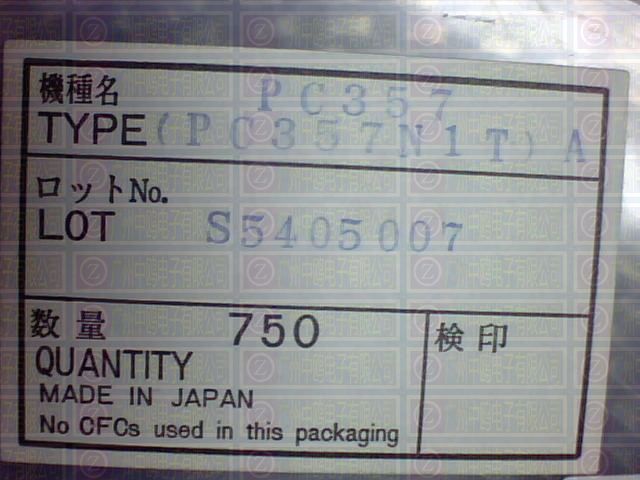 機種名 PC357
TYPE (PC357N1T) A
ロットNo.
LOT S5405007
数量 750
QUANTITY
検印
MADE IN JAPAN
No CFCs used in this packaging